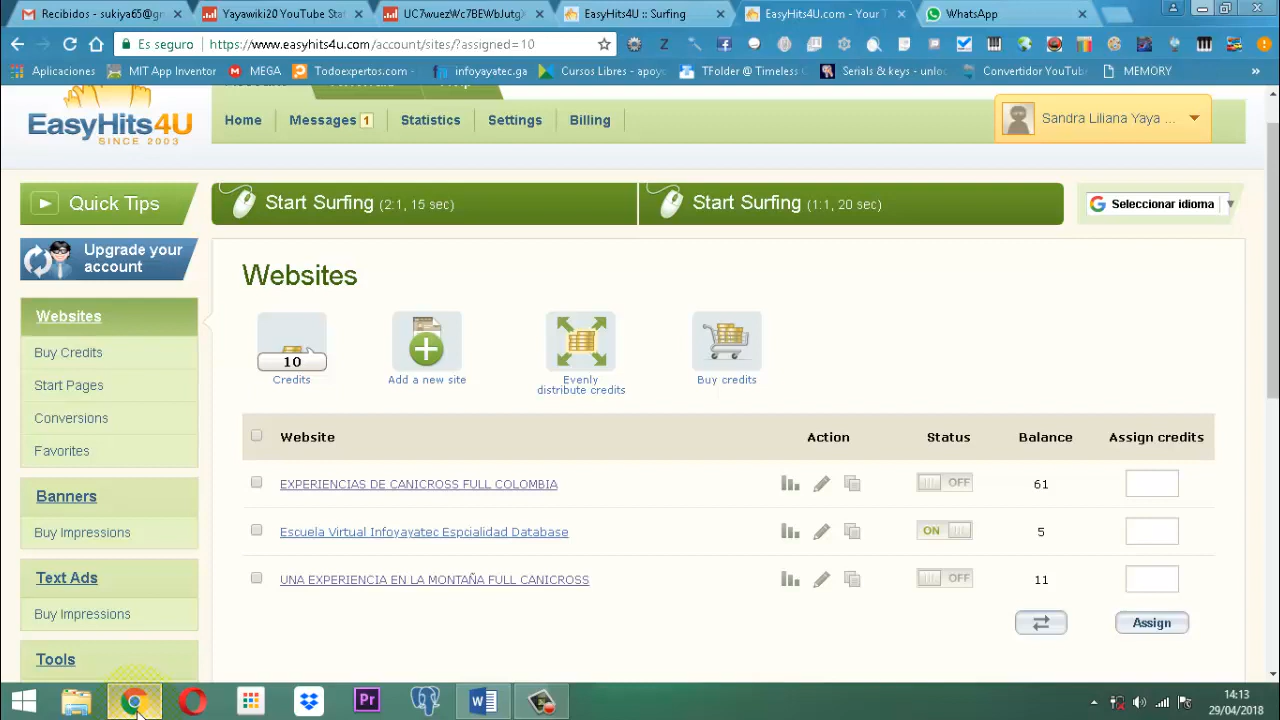 Recibidos - sukiya65@gr
Yayawiki20 YouTube Stat
UC7wuezWc7BEWbJutgX
EasyHits4U :: Surfing
EasyHits4U.com - Your T
WhatsApp
Es seguro
https://www.easyhits4u.com/account/sites/?assigned=10
Aplicaciones
MIT App Inventor
MEGA
Todoexpertos.com -
infoyayatec.ga
Cursos Libres - apoy
TFolder @ Timeless
Serials & keys - unloc
Convertidor YouTub
MEMORY
»
EasyHits4U
SINCE 2003
Home
Messages 1
Statistics
Settings
Billing
Sandra Liliana Yaya ...
Quick Tips
Start Surfing (2:1, 15 sec)
Start Surfing (1:1, 20 sec)
Seleccionar idioma
Upgrade your
account
Websites
Buy Credits
Start Pages
Conversions
Favorites
Banners
Buy Impressions
Text Ads
Buy Impressions
Tools
Websites
10
Credits
Add a new site
Evenly
distribute credits
Buy credits
Website Action Status Balance Assign credits
EXPERIENCIAS DE CANICROSS FULL COLOMBIA OFF 61
Escuela Virtual Infoyayatec Espcialidad Database ON 5
UNA EXPERIENCIA EN LA MONTAÑA FULL CANICROSS OFF 11
Assign
Pr
14:13
29/04/2018